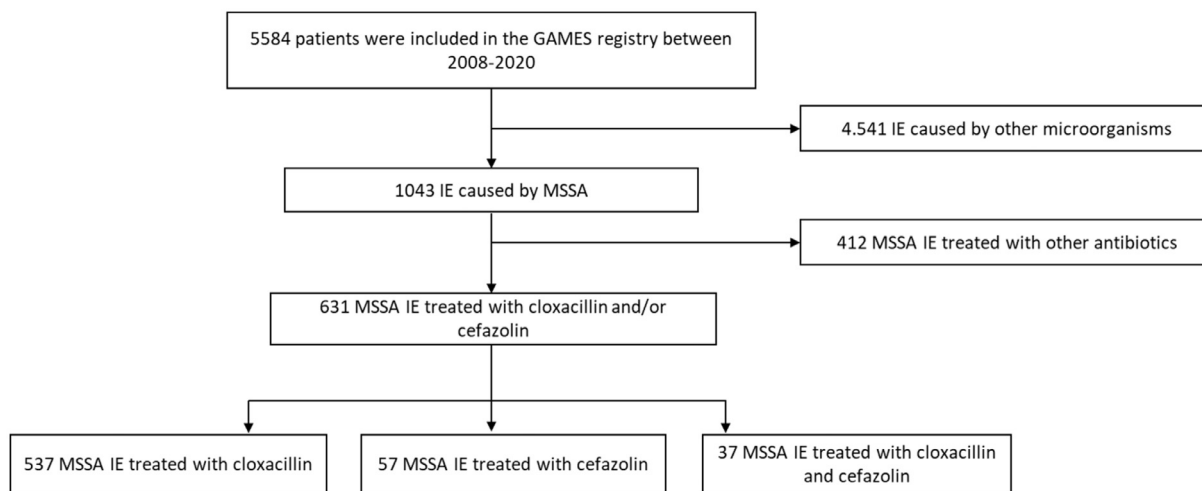 5584 patients were included in the GAMES registry between
2008-2020
4.541 IE caused by other microorganisms
1043 IE caused by MSSA
412 MSSA IE treated with other antibiotics
631 MSSA IE treated with cloxacillin and/or
cefazolin
537 MSSA IE treated with cloxacillin
57 MSSA IE treated with cefazolin
37 MSSA IE treated with cloxacillin
and cefazolin